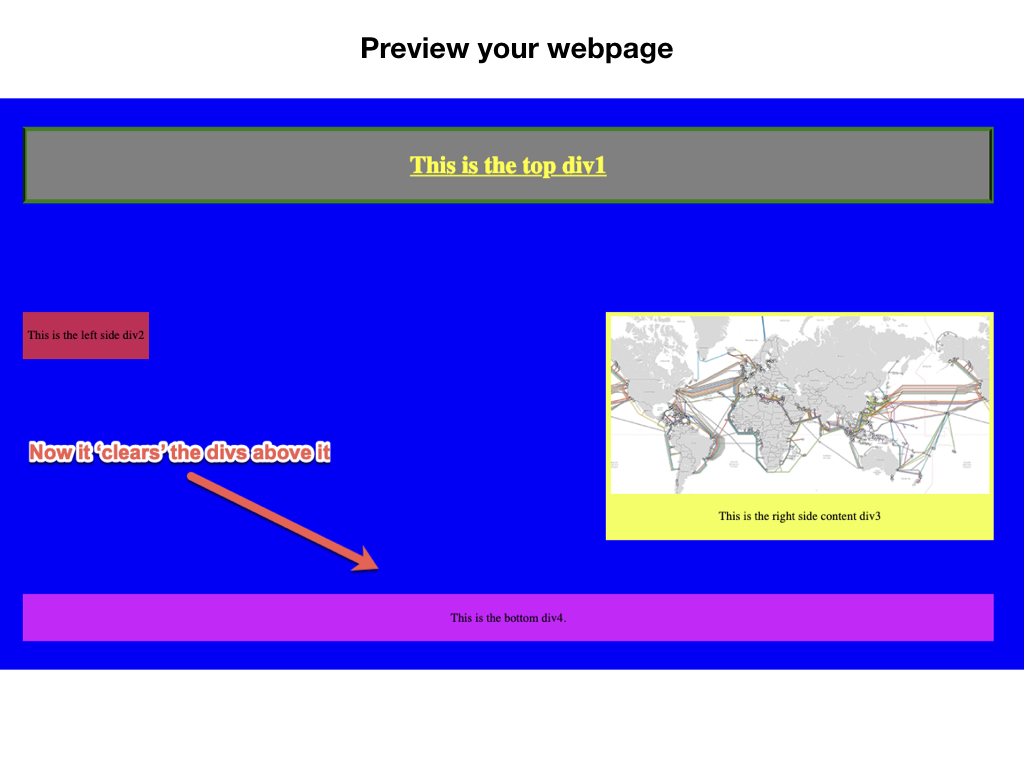 Preview your webpage
This is the top div1
This is the left side div2
Now it ‘clears’ the divs above it
This is the right side content div3
This is the bottom div4.